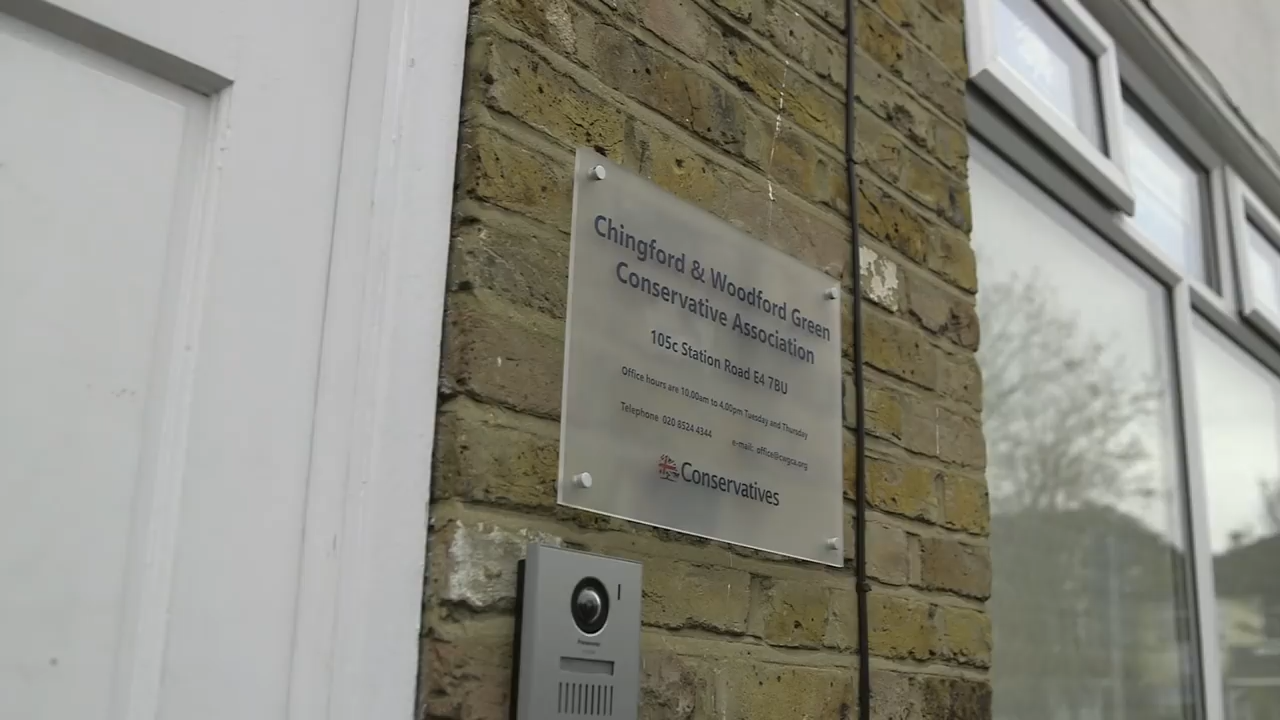 Chingford & Woodford Green
Conservative Association
105c Station Road E4 7BU
Office hours are 10.00am to 4.00pm Tuesday and Thursday
Telephone 020 8524 4344 e-mail: office@cwgca.org
Conservatives
Panasonic